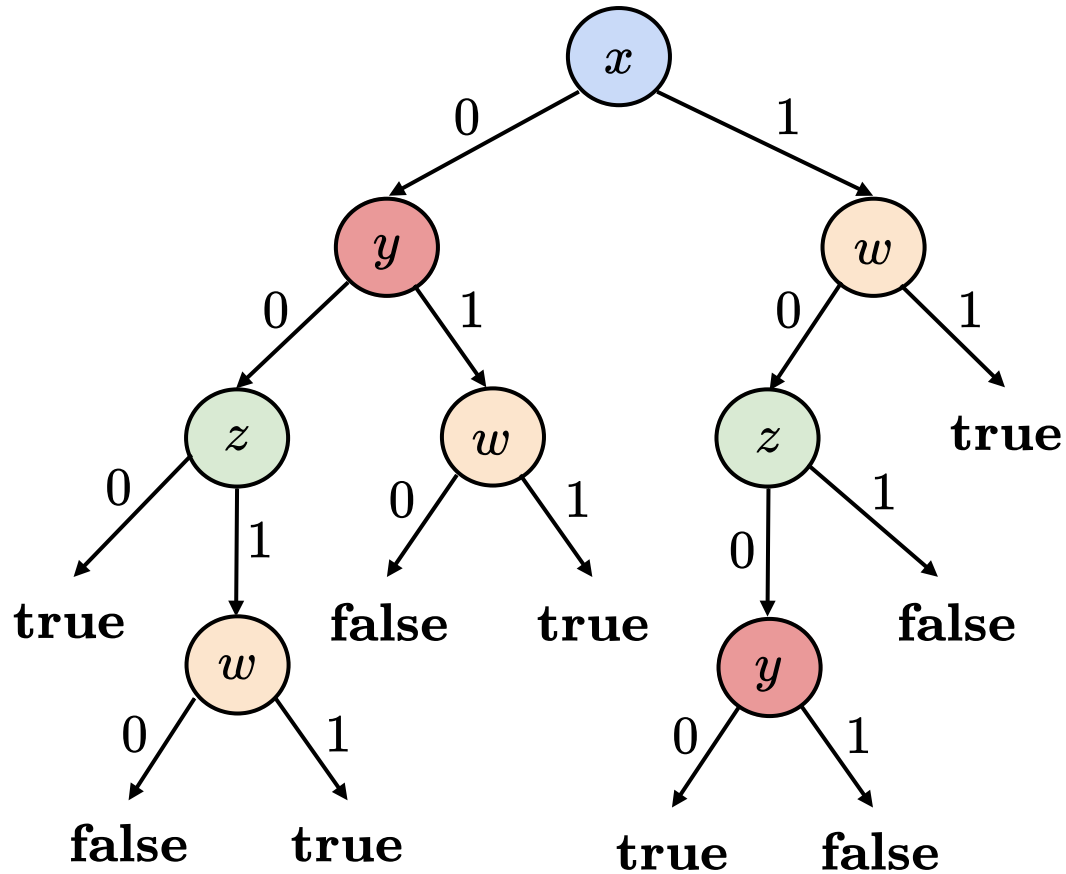 x
0 1
y w
0 1 0 1
z w z true
0 1 0 1 0 1
true false true false
w y
0 1 0 1
false true true false